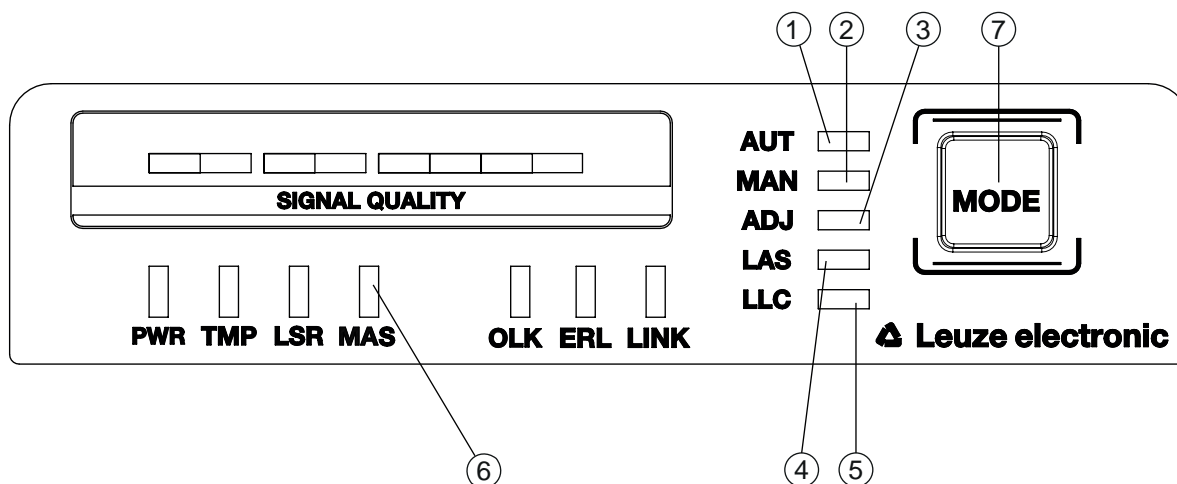 1 2 3 7
AUT
MAN
ADJ
LAS
LLC
MODE
SIGNAL QUALITY
PWR TMP LSR MAS OLK ERL LINK
Leuze electronic
6 4 5